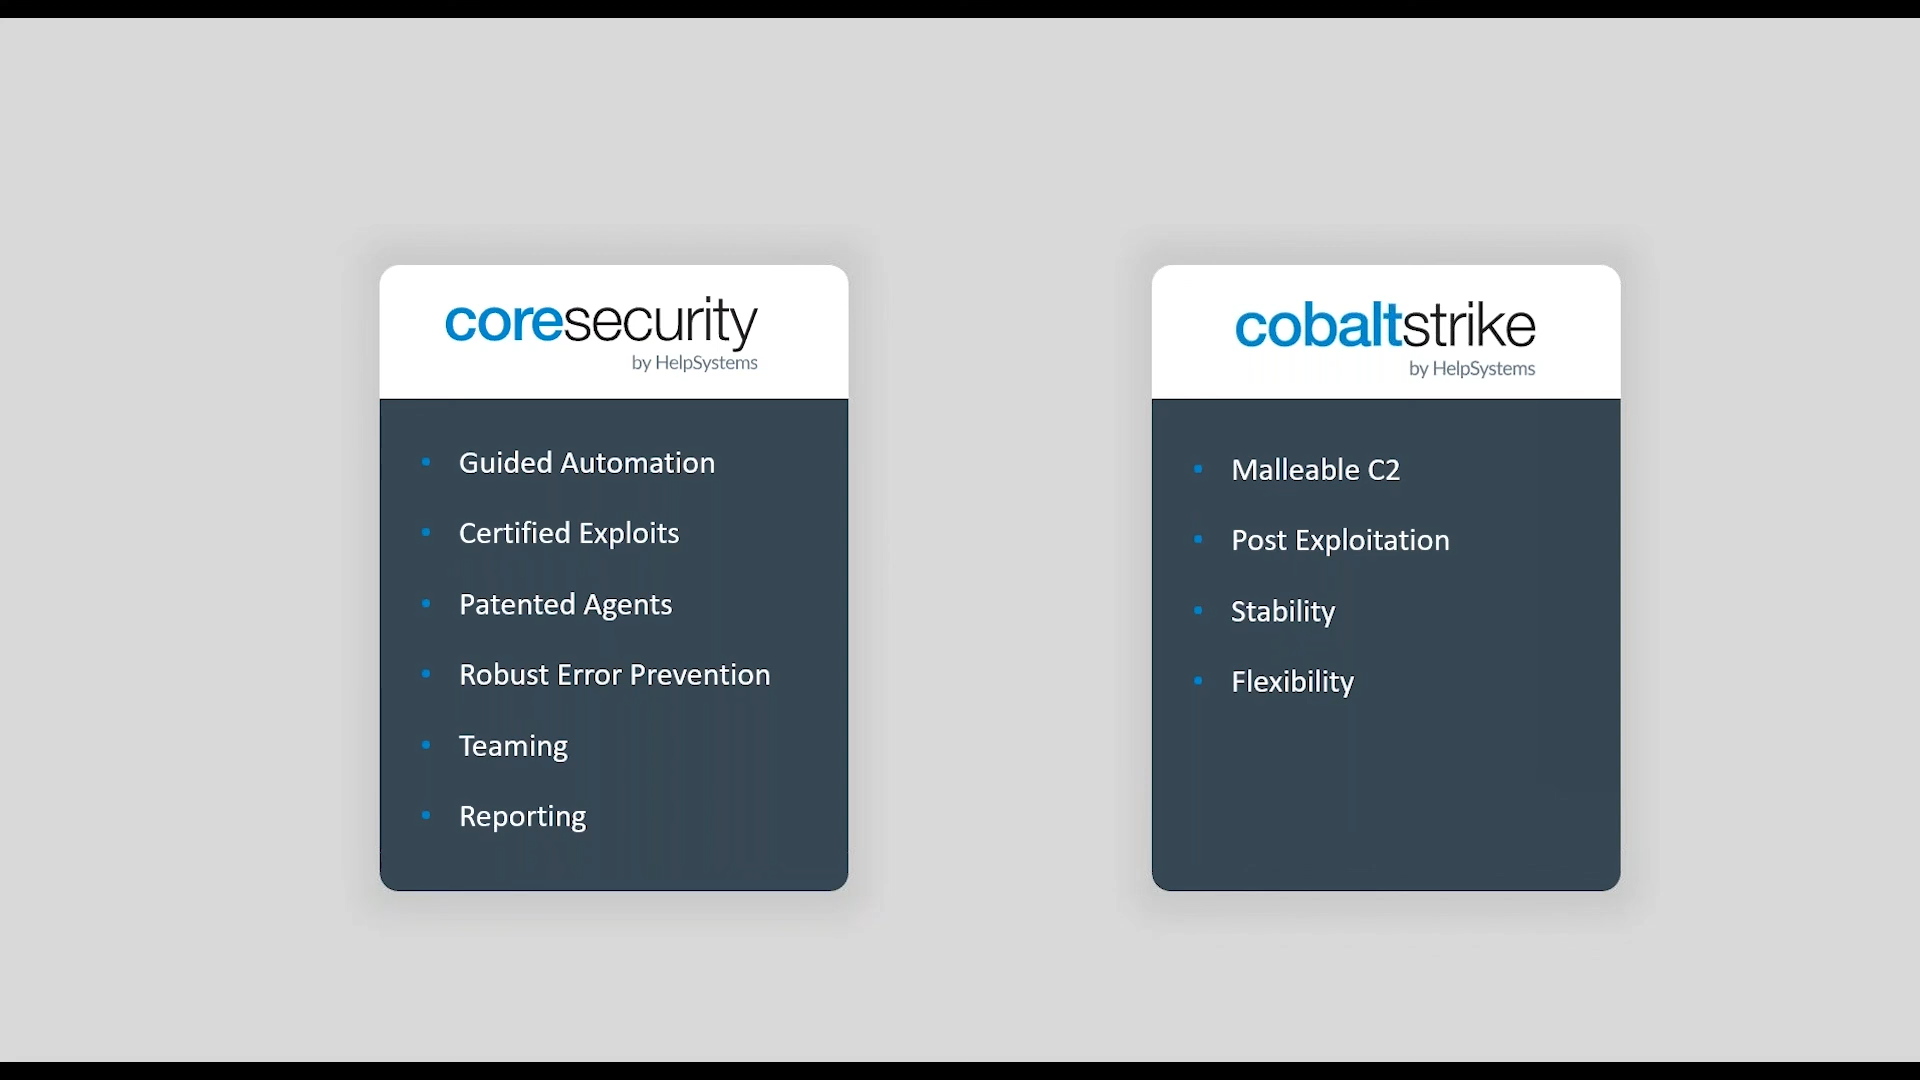 coresecurity
by HelpSystems
• Guided Automation
• Certified Exploits
• Patented Agents
• Robust Error Prevention
• Teaming
• Reporting
cobaltstrike
by HelpSystems
• Malleable C2
• Post Exploitation
• Stability
• Flexibility